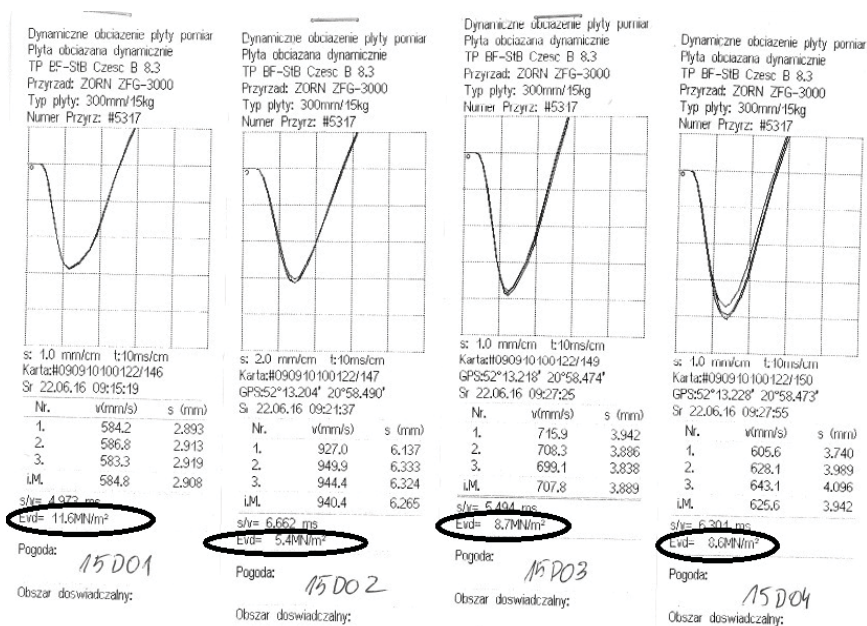 Dynamiczne obciazenie plyty pomiar
Plyta obciazana dynamicznie
TP BF-StB Czesc B 8.3
Przyrzad: ZORN ZFG-3000
Typ plyty: 300mm/15kg
Numer Przyrz: #5317
s: 1.0 mm/cm t:10ms/cm
Karta:#090910100122/146
Sr 22.06.16 09:15:19
Nr. v(mm/s) s (mm)
1. 584.2 2.893
2. 586.8 2.913
3. 583.3 2.919
i.M. 584.8 2.908
s/v= 4.973 ms
Evd= 11.6MN/m²
Pogoda:
15D01
Obszar doswiadczalny:
Dynamiczne obciazenie plyty pomiar
Plyta obciazana dynamicznie
TP BF-StB Czesc B 8.3
Przyrzad: ZORN ZFG-3000
Typ plyty: 300mm/15kg
Numer Przyrz: #5317
s: 2.0 mm/cm t:10ms/cm
Karta:#090910100122/147
GPS:52°13.204' 20°58.490'
Sr 22.06.16 09:21:37
Nr. v(mm/s) s (mm)
1. 927.0 6.137
2. 949.9 6.333
3. 944.4 6.324
i.M. 940.4 6.265
s/v= 6.662 ms
Evd= 5.4MN/m²
Pogoda:
15D02
Obszar doswiadczalny:
Dynamiczne obciazenie plyty pomiar
Plyta obciazana dynamicznie
TP BF-StB Czesc B 8.3
Przyrzad: ZORN ZFG-3000
Typ plyty: 300mm/15kg
Numer Przyrz: #5317
s: 1.0 mm/cm t:10ms/cm
Karta:#090910100122/149
GPS:52°13.218' 20°58.474'
Sr 22.06.16 09:27:25
Nr. v(mm/s) s (mm)
1. 715.9 3.942
2. 708.3 3.886
3. 699.1 3.838
i.M. 707.8 3.889
s/v= 5.494 ms
Evd= 8.7MN/m²
Pogoda:
15D03
Obszar doswiadczalny:
Dynamiczne obciazenie plyty pomiar
Plyta obciazana dynamicznie
TP BF-StB Czesc B 8.3
Przyrzad: ZORN ZFG-3000
Typ plyty: 300mm/15kg
Numer Przyrz: #5317
s: 1.0 mm/cm t:10ms/cm
Karta:#090910100122/150
GPS:52°13.228' 20°58.473'
Sr 22.06.16 09:27:55
Nr. v(mm/s) s (mm)
1. 605.6 3.740
2. 628.1 3.989
3. 643.1 4.096
i.M. 625.6 3.942
s/v= 6.301 ms
Evd= 8.6MN/m²
Pogoda:
15D04
Obszar doswiadczalny: